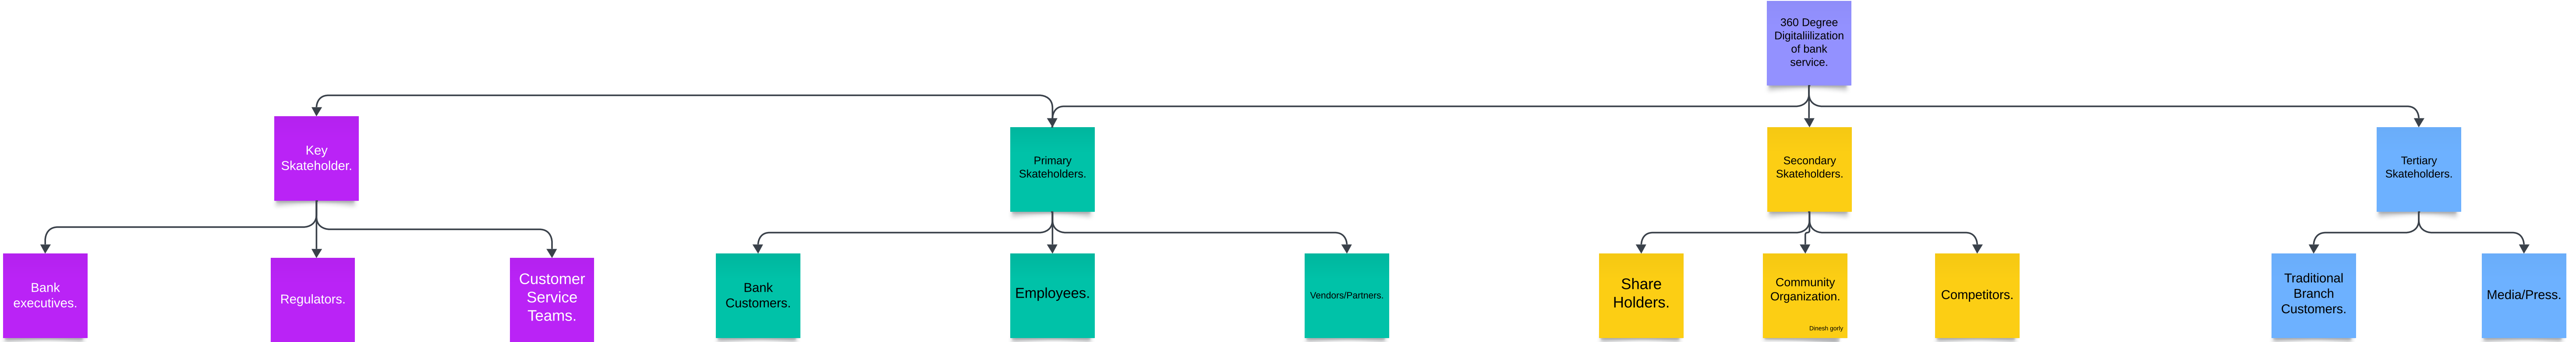 360 Degree
Digitaliilization
of bank
service.
Key
Skateholder.
Primary
Skateholders.
Secondary
Skateholders.
Tertiary
Skateholders.
Bank
executives.
Regulators.
Customer
Service
Teams.
Bank
Customers.
Employees.
Vendors/Partners.
Share
Holders.
Community
Organization.
Dinesh gorly
Competitors.
Traditional
Branch
Customers.
Media/Press.